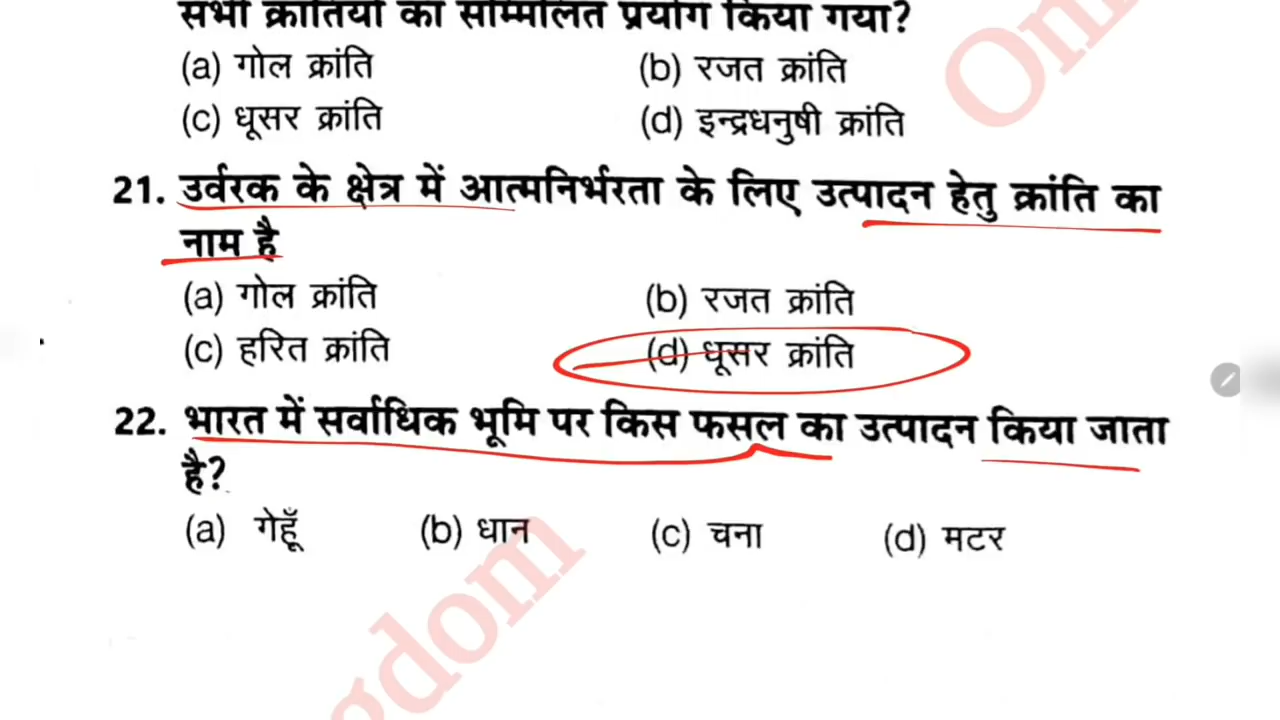 सभी क्रांतियों का सम्मिलित प्रयोग किया गया?
(a) गोल क्रांति (b) रजत क्रांति
(c) धूसर क्रांति (d) इन्द्रधनुषी क्रांति
21. उर्वरक के क्षेत्र में आत्मनिर्भरता के लिए उत्पादन हेतु क्रांति का
नाम है
(a) गोल क्रांति (b) रजत क्रांति
(c) हरित क्रांति (d) धूसर क्रांति
22. भारत में सर्वाधिक भूमि पर किस फसल का उत्पादन किया जाता
है?
(a) गेहूँ (b) धान (c) चना (d) मटर